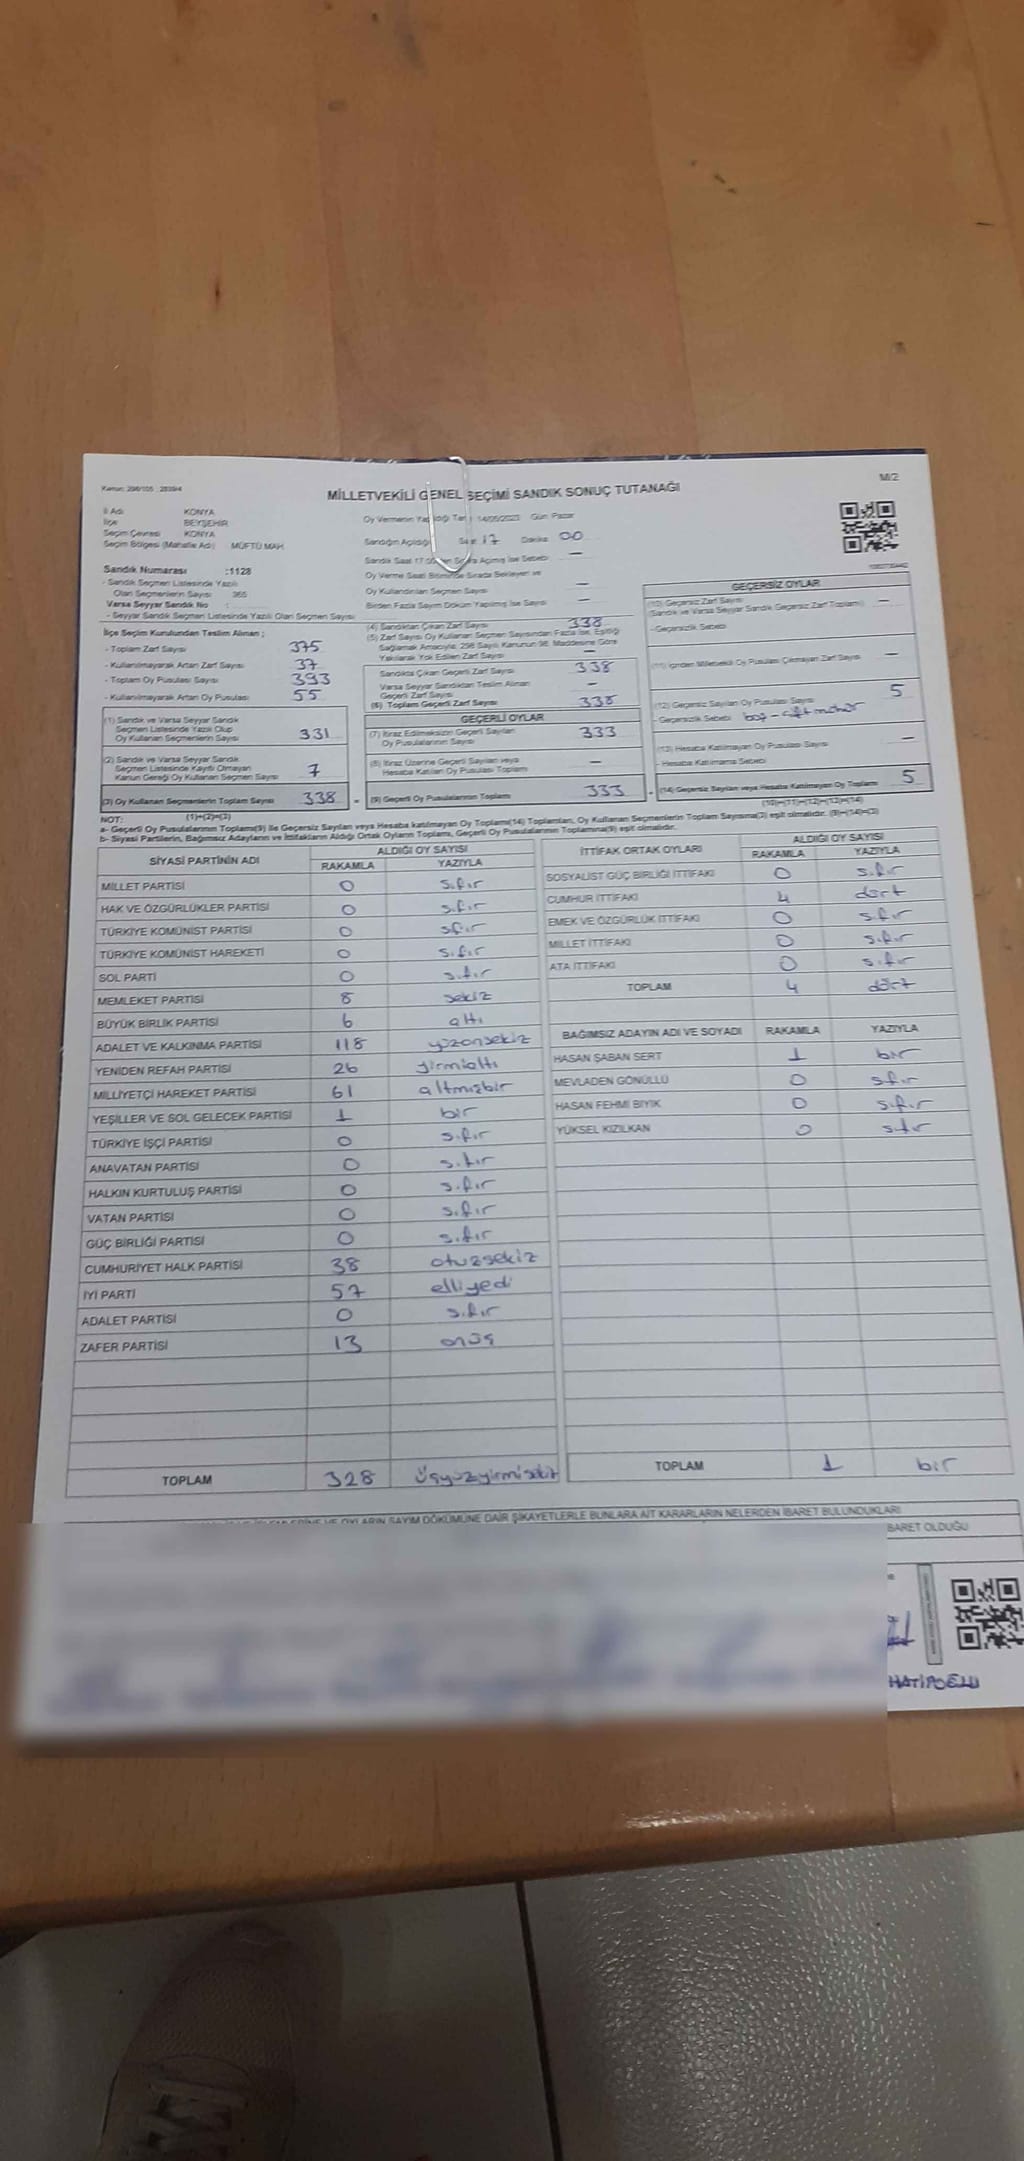 Kanun: 298/105 ; 2839/4
M/2
MİLLETVEKİLİ GENEL SEÇİMİ SANDIK SONUÇ TUTANAĞI
İl Adı KONYA
İlçe BEYŞEHİR
Seçim Çevresi KONYA
Seçim Bölgesi (Mahalle Adı) MÜFTÜ MAH
Sandık Numarası :1128
- Sandık Seçmen Listesinde Yazılı
Olan Seçmenlerin Sayısı 365
Varsa Seyyar Sandık No :
- Seyyar Sandık Seçmen Listesinde Yazılı Olan Seçmen Sayısı
Oy Vermenin Tar 14/05/2023 Gün: Pazar
Sandığın Açıldığı 17 Dakika 00
Sandık Saat 17 Açmış İse Sebebi —
Oy Verme Saat Bitiminde Sırada Bekleyen ve
Oy Kullandırılan Seçmen Sayısı —
Birden Fazla Sayım Döküm Yapılmış İse Sayısı —
İlçe Seçim Kurulundan Teslim Alınan ;
- Toplam Zarf Sayısı 375
- Kullanılmayarak Artan Zarf Sayısı 37
- Toplam Oy Pusulası Sayısı 393
- Kullanılmayarak Artan Oy Pusulası 55
(1) Sandık ve Varsa Seyyar Sandık
Seçmen Listesinde Yazılı Olup
Oy Kullanan Seçmenlerin Sayısı 331
(2) Sandık ve Varsa Seyyar Sandık
Seçmen Listesinde Kayıtlı Olmayan
Kanun Gereği Oy Kullanan Seçmen Sayısı 7
(3) Oy Kullanan Seçmenlerin Toplam Sayısı 338
(1)+(2)=(3)
(4) Sandıktan Çıkan Zarf Sayısı 338
(5) Zarf Sayısı Oy Kullanan Seçmen Sayısından Fazla İse, Eşitliği
Sağlamak Amacıyla; 298 Sayılı Kanunun 98. Maddesine Göre
Yakılarak Yok Edilen Zarf Sayısı —
Sandıkta Çıkan Geçerli Zarf Sayısı 338
Varsa Seyyar Sandıktan Teslim Alınan
Geçerli Zarf Sayısı —
(6) Toplam Geçerli Zarf Sayısı 338
GEÇERLİ OYLAR
(7) İtiraz Edilmeksizin Geçerli Sayılan
Oy Pusulalarının Sayısı 333
(8) İtiraz Üzerine Geçerli Sayılan veya
Hesaba Katılan Oy Pusulası Toplamı —
(9) Geçerli Oy Pusulalarının Toplamı 333
GEÇERSİZ OYLAR
(10) Geçersiz Zarf Sayısı
(Sandık ve Varsa Seyyar Sandık Geçersiz Zarf Toplamı) —
- Geçersizlik Sebebi
(11) İçinden Milletvekili Oy Pusulası Çıkmayan Zarf Sayısı —
(12) Geçersiz Sayılan Oy Pusulası Sayısı 5
- Geçersizlik Sebebi boş - çift mühür
(13) Hesaba Katılmayan Oy Pusulası Sayısı —
- Hesaba Katılmama Sebebi
(14) Geçersiz Sayılan veya Hesaba Katılmayan Oy Toplamı 5
(10)+(11)+(12)+(13)=(14)
NOT:
a- Geçerli Oy Pusulalarının Toplamı(9) ile Geçersiz Sayılan veya Hesaba katılmayan Oy Toplamı(14) Toplamları, Oy Kullanan Seçmenlerin Toplam Sayısına(3) eşit olmalıdır. (9)+(14)=(3)
b- Siyasi Partilerin, Bağımsız Adayların ve İttifakların Aldığı Ortak Oyların Toplamı, Geçerli Oy Pusulalarının Toplamına(9) eşit olmalıdır.
SİYASİ PARTİNİN ADI ALDIĞI OY SAYISI
RAKAMLA YAZIYLA
MİLLET PARTİSİ 0 sıfır
HAK VE ÖZGÜRLÜKLER PARTİSİ 0 sıfır
TÜRKİYE KOMÜNİST PARTİSİ 0 sfır
TÜRKİYE KOMÜNİST HAREKETİ 0 sıfır
SOL PARTİ 0 sıfır
MEMLEKET PARTİSİ 8 sekiz
BÜYÜK BİRLİK PARTİSİ 6 altı
ADALET VE KALKINMA PARTİSİ 118 yüzonsekiz
YENİDEN REFAH PARTİSİ 26 yirmialtı
MİLLİYETÇİ HAREKET PARTİSİ 61 altmışbir
YEŞİLLER VE SOL GELECEK PARTİSİ 1 bir
TÜRKİYE İŞÇİ PARTİSİ 0 sıfır
ANAVATAN PARTİSİ 0 sıfır
HALKIN KURTULUŞ PARTİSİ 0 sıfır
VATAN PARTİSİ 0 sıfır
GÜÇ BİRLİĞİ PARTİSİ 0 sıfır
CUMHURİYET HALK PARTİSİ 38 otuzsekiz
İYİ PARTİ 57 elliyedi
ADALET PARTİSİ 0 sıfır
ZAFER PARTİSİ 13 onüç
TOPLAM 328 üçyüzyirmisekiz
İTTİFAK ORTAK OYLARI ALDIĞI OY SAYISI
RAKAMLA YAZIYLA
SOSYALİST GÜÇ BİRLİĞİ İTTİFAKI 0 sıfır
CUMHUR İTTİFAKI 4 dört
EMEK VE ÖZGÜRLÜK İTTİFAKI 0 sıfır
MİLLET İTTİFAKI 0 sıfır
ATA İTTİFAKI 0 sıfır
TOPLAM 4 dört
BAĞIMSIZ ADAYIN ADI VE SOYADI RAKAMLA YAZIYLA
HASAN ŞABAN SERT 1 bir
MEVLADEN GÖNÜLLÜ 0 sıfır
HASAN FEHMİ BIYIK 0 sıfır
YÜKSEL KIZILKAN 0 sıfır
TOPLAM 1 bir
OYLARIN SAYIM DÖKÜMÜNE DAİR ŞİKAYETLERLE BUNLARA AİT KARARLARIN NELERDEN İBARET BULUNDUKLARI
BARET OLDUĞU
HATİPOĞLU